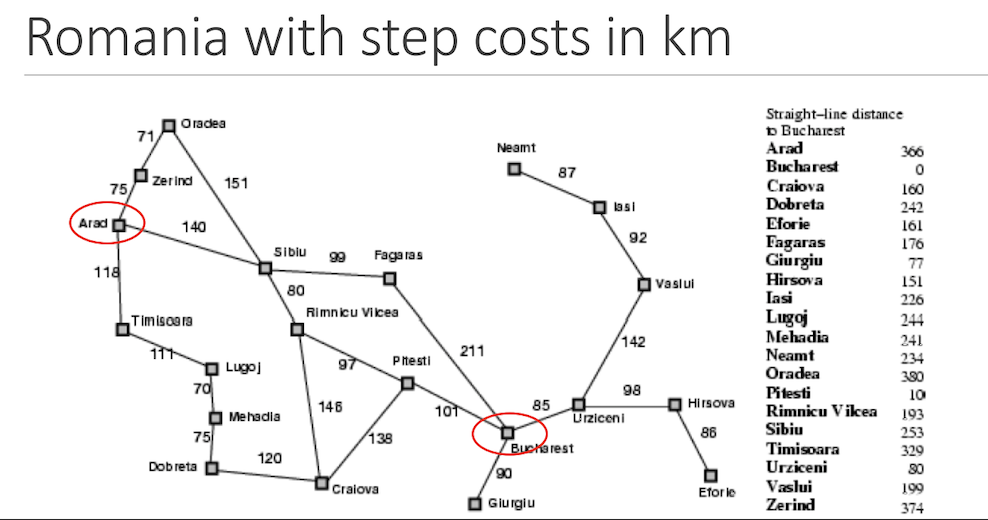 Romania with step costs in km
Oradea
71
Zerind
75
151
Arad
140
118
Sibiu
99
Fagaras
80
Timisoara
Rimnicu Vilcea
111
Lugoj
97
Pitesti
211
70
Mehadia
146
101
75
138
Dobreta
120
Craiova
Bucharest
90
Giurgiu
85
Urziceni
98
Hirsova
86
Eforie
142
Vaslui
92
Iasi
87
Neamt
Straight-line distance
to Bucharest
Arad 366
Bucharest 0
Craiova 160
Dobreta 242
Eforie 161
Fagaras 176
Giurgiu 77
Hirsova 151
Iasi 226
Lugoj 244
Mehadia 241
Neamt 234
Oradea 380
Pitesti
Rimnicu Vilcea 193
Sibiu 253
Timisoara 329
Urziceni 80
Vaslui 199
Zerind 374